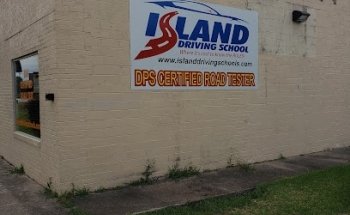 ISLAND
DRIVING SCHOOL
www.islanddrivingschools.com
DPS CERTIFIED ROAD TESTER